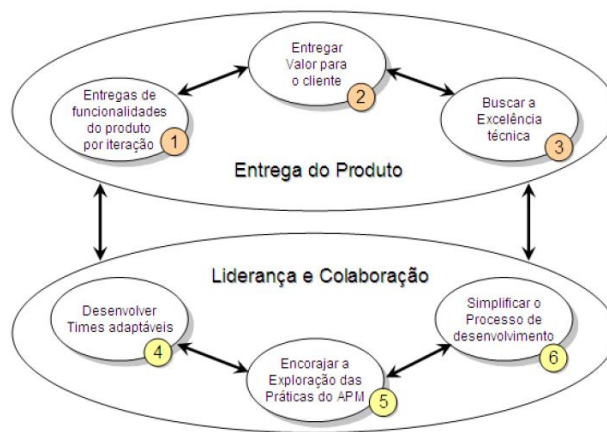 Entregar
Valor para
o cliente
2
Entregas de
funcionalidades
do produto
por iteração
1
Buscar a
Excelência
técnica
3
Entrega do Produto
Liderança e Colaboração
Desenvolver
Times adaptáveis
4
Encorajar a
Exploração das
Práticas do APM
5
Simplificar o
Processo de
desenvolvimento
6